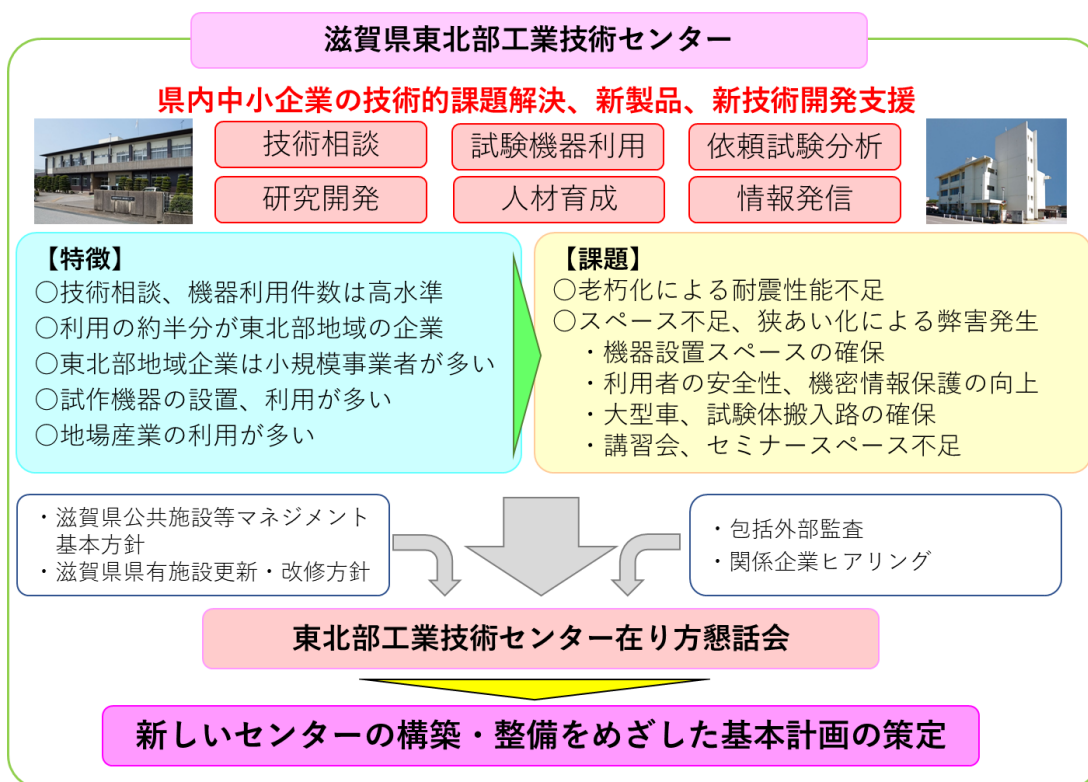 滋賀県東北部工業技術センター
県内中小企業の技術的課題解決、新製品、新技術開発支援
技術相談
試験機器利用
依頼試験分析
研究開発
人材育成
情報発信
【特徴】
○技術相談、機器利用件数は高水準
○利用の約半分が東北部地域の企業
○東北部地域企業は小規模事業者が多い
○試作機器の設置、利用が多い
○地場産業の利用が多い
【課題】
○老朽化による耐震性能不足
○スペース不足、狭あい化による弊害発生
・機器設置スペースの確保
・利用者の安全性、機密情報保護の向上
・大型車、試験体搬入路の確保
・講習会、セミナースペース不足
・滋賀県公共施設等マネジメント
基本方針
・滋賀県県有施設更新・改修方針
・包括外部監査
・関係企業ヒアリング
東北部工業技術センター在り方懇話会
新しいセンターの構築・整備をめざした基本計画の策定